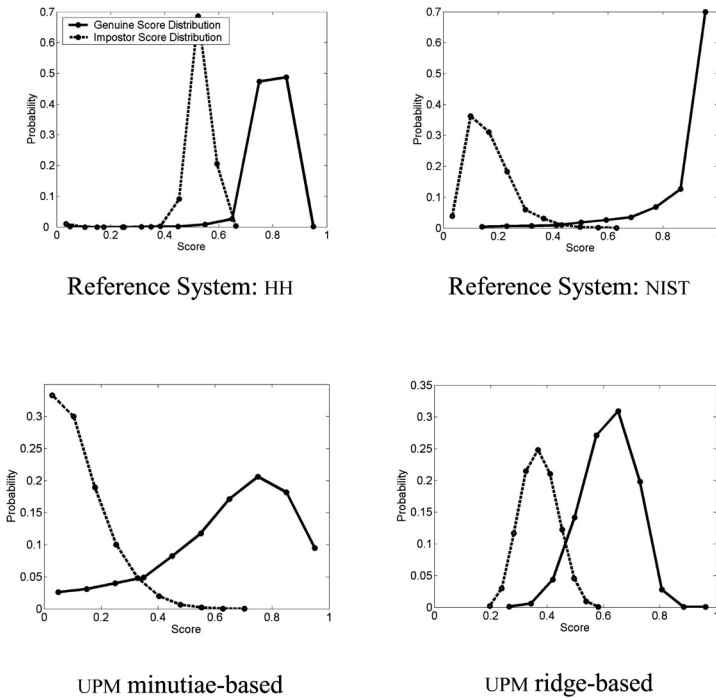 0.7
0.6
0.5
0.4
0.3
0.2
0.1
0
Probability
Genuine Score Distribution
Impostor Score Distribution
0 0.2 0.4 0.6 0.8 1
Score
Reference System: HH
0.7
0.6
0.5
0.4
0.3
0.2
0.1
0
Probability
0 0.2 0.4 0.6 0.8 1
Score
Reference System: NIST
0.3
0.25
0.2
0.15
0.1
0.05
0
Probability
0 0.2 0.4 0.6 0.8 1
Score
UPM minutiae-based
0.35
0.3
0.25
0.2
0.15
0.1
0.05
0
Probability
0 0.2 0.4 0.6 0.8 1
Score
UPM ridge-based